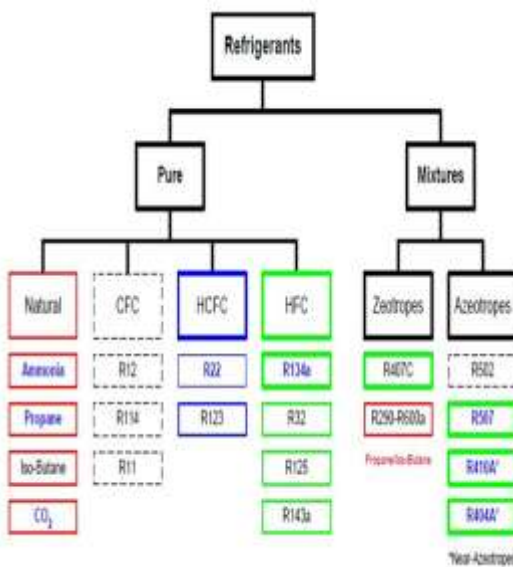 Refrigerants
Pure
Mixtures
Natural
CFC
HCFC
HFC
Zeotropes
Azeotropes
Ammonia
R12
R22
R134a
R407C
R502
Propane
R114
R123
R32
R290-R600a
R507
Iso-Butane
R11
R125
Propane/Iso-Butane
R410A*
CO2
R143a
R404A*
*Near-Azeotropes